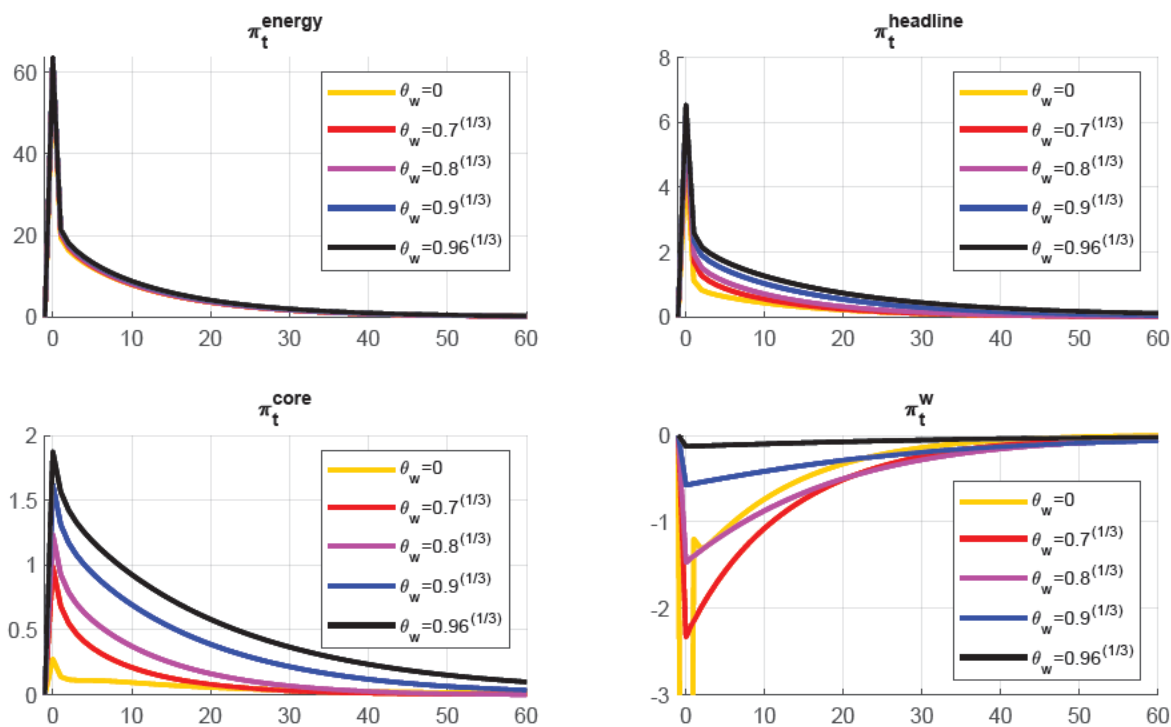 π_t^energy
60
40
20
0
0 10 20 30 40 50 60
θ_w=0
θ_w=0.7^(1/3)
θ_w=0.8^(1/3)
θ_w=0.9^(1/3)
θ_w=0.96^(1/3)
π_t^headline
8
6
4
2
0
0 10 20 30 40 50 60
θ_w=0
θ_w=0.7^(1/3)
θ_w=0.8^(1/3)
θ_w=0.9^(1/3)
θ_w=0.96^(1/3)
π_t^core
2
1.5
1
0.5
0
0 10 20 30 40 50 60
θ_w=0
θ_w=0.7^(1/3)
θ_w=0.8^(1/3)
θ_w=0.9^(1/3)
θ_w=0.96^(1/3)
π_t^w
0
-1
-2
-3
0 10 20 30 40 50 60
θ_w=0
θ_w=0.7^(1/3)
θ_w=0.8^(1/3)
θ_w=0.9^(1/3)
θ_w=0.96^(1/3)